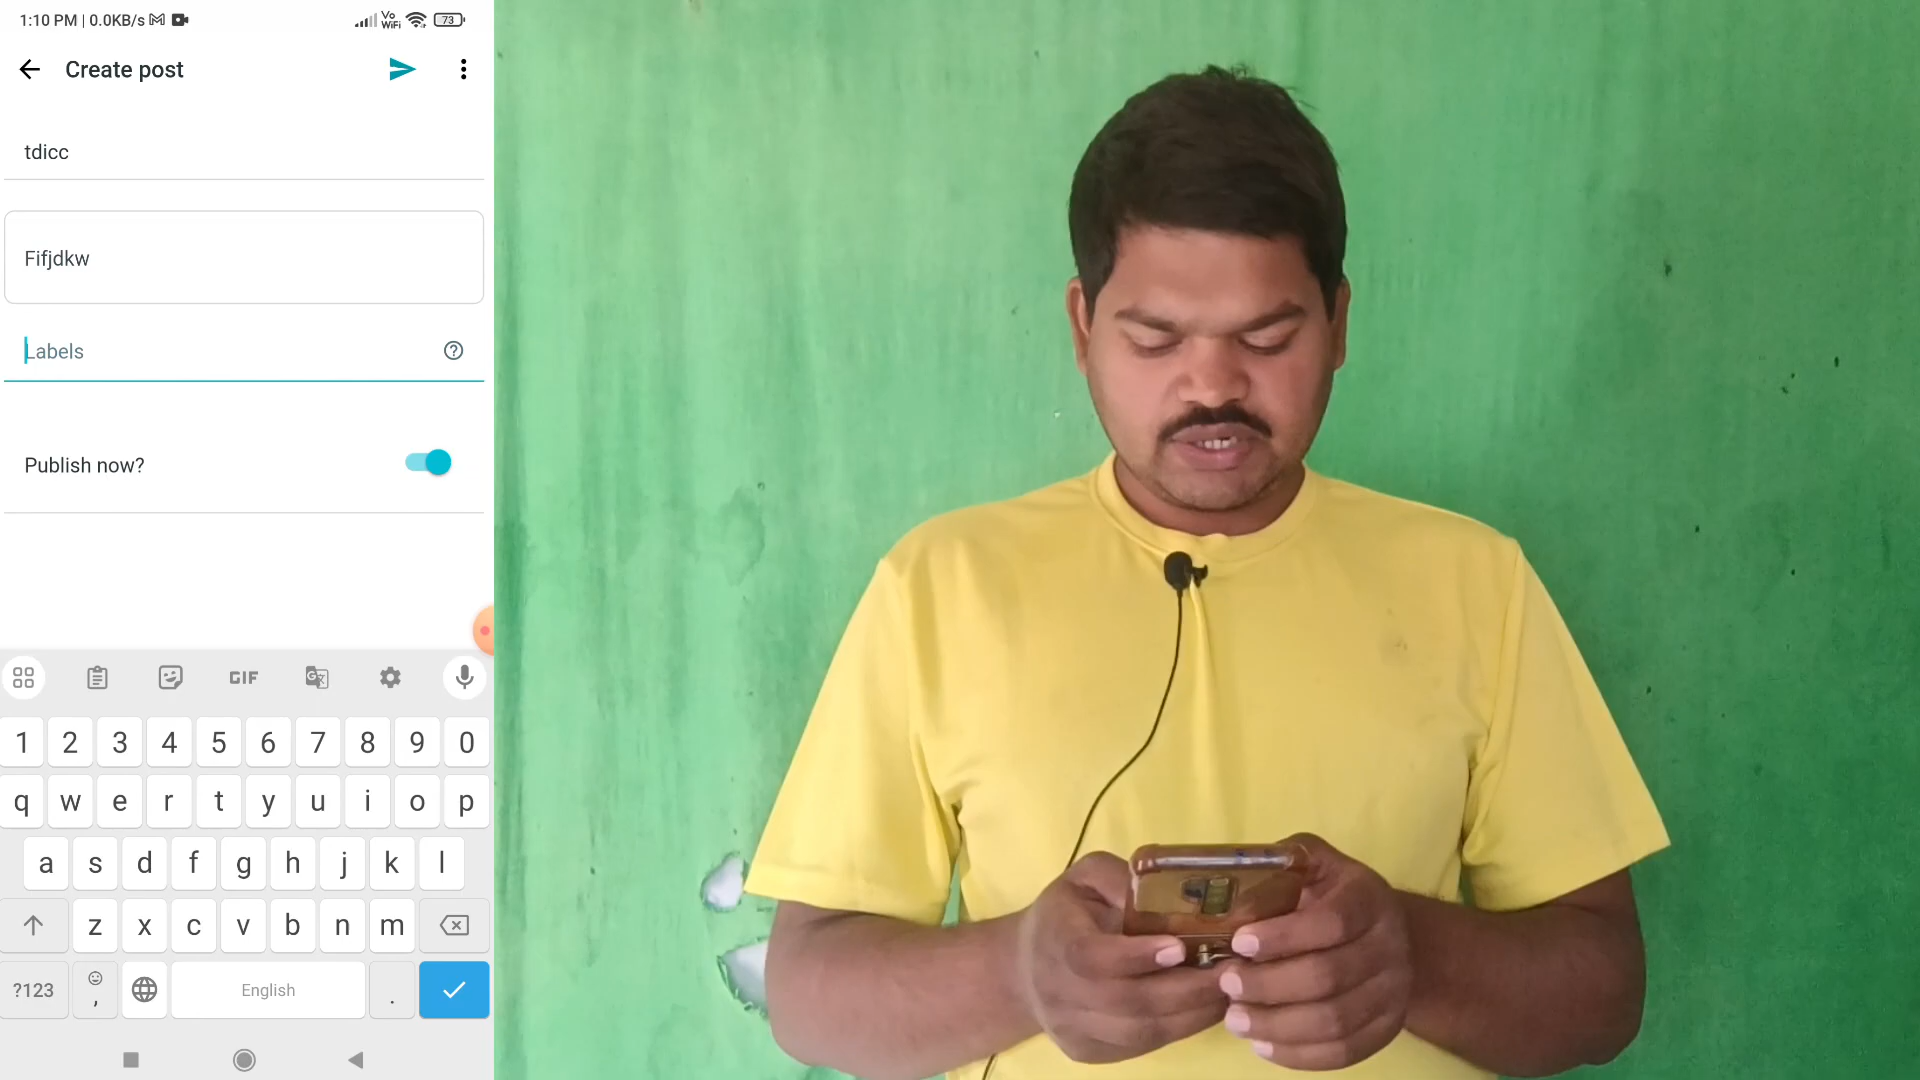 1:10 PM | 0.0KB/s
Vo
WiFi
73
Create post
tdicc
Fifjdkw
Labels
Publish now?
GIF
1 2 3 4 5 6 7 8 9 0
q w e r t y u i o p
a s d f g h j k l
z x c v b n m
?123 , English .